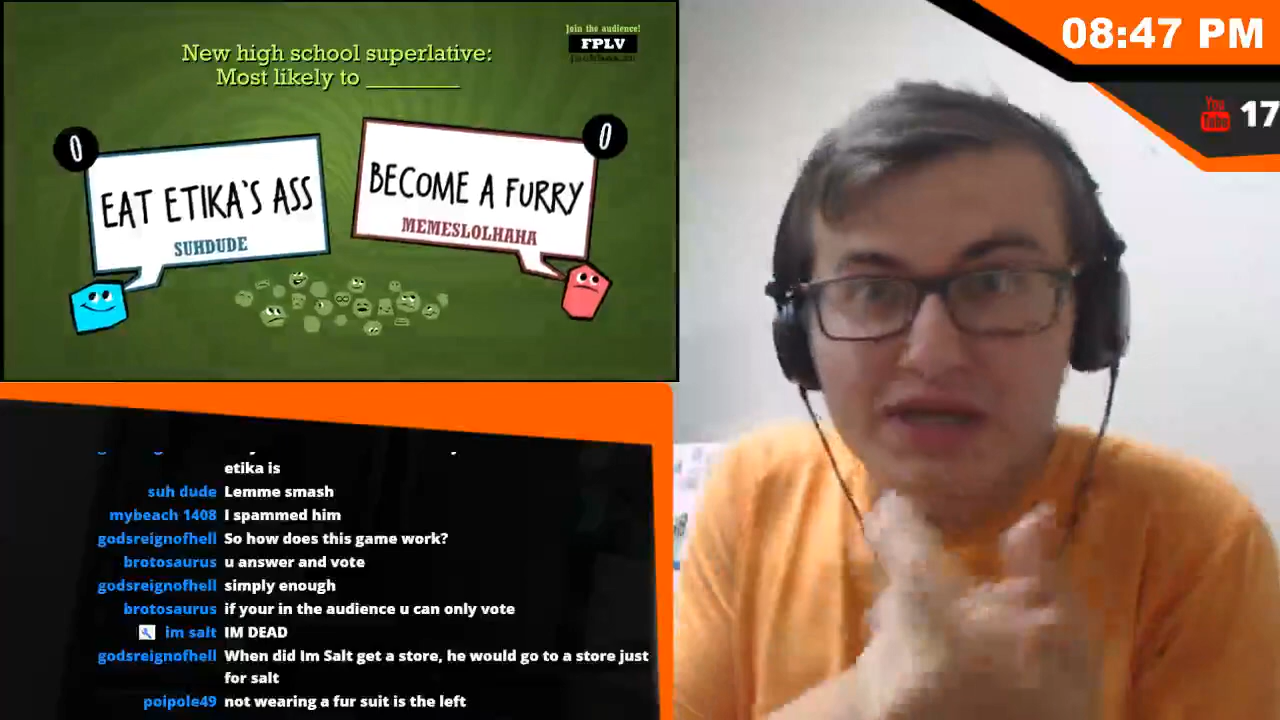 New high school superlative:
Most likely to ________
Join the audience!
FPLV
0
EAT ETIKA'S ASS
SUHDUDE
0
BECOME A FURRY
MEMESLOLHAHA
08:47 PM
You
Tube
17
etika is
suh dude Lemme smash
mybeach 1408 I spammed him
godsreignofhell So how does this game work?
brotosaurus u answer and vote
godsreignofhell simply enough
brotosaurus if your in the audience u can only vote
im salt IM DEAD
godsreignofhell When did Im Salt get a store, he would go to a store just
for salt
poipole49 not wearing a fur suit is the left